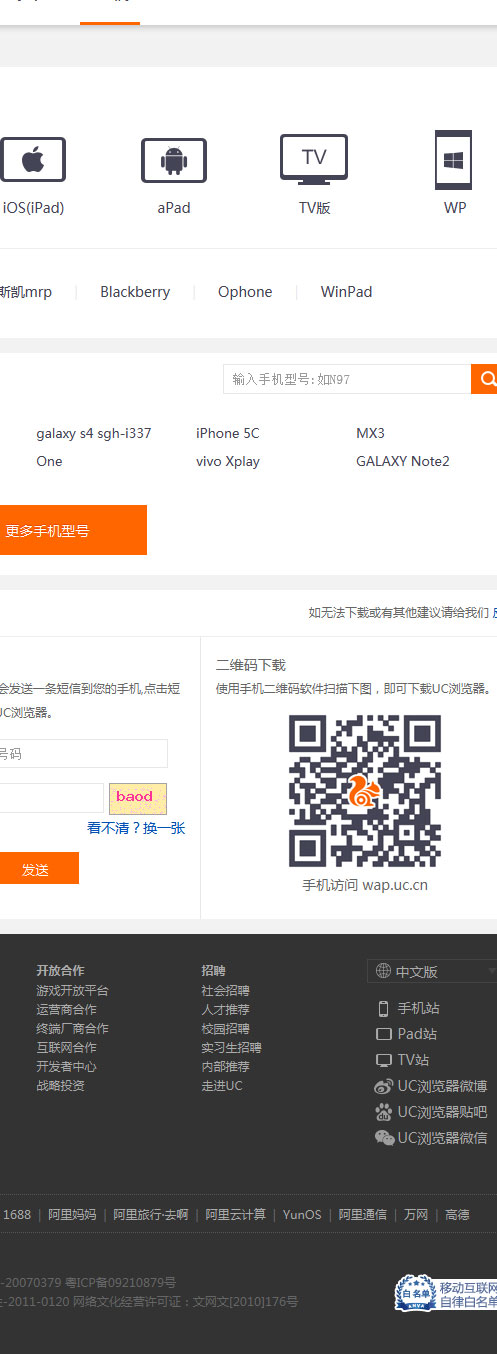 TV
iOS(iPad) aPad TV版 WP
斯凯mrp | Blackberry | Ophone | WinPad
输入手机型号:如N97
galaxy s4 sgh-i337 iPhone 5C MX3
One vivo Xplay GALAXY Note2
更多手机型号
如无法下载或有其他建议请给我们
会发送一条短信到您的手机,点击短
UC浏览器。
号码
baod
看不清？换一张
发送
二维码下载
使用手机二维码软件扫描下图，即可下载UC浏览器。
手机访问 wap.uc.cn
开放合作
游戏开放平台
运营商合作
终端厂商合作
互联网合作
开发者中心
战略投资
招聘
社会招聘
人才推荐
校园招聘
实习生招聘
内部推荐
走进UC
中文版
手机站
Pad站
TV站
UC浏览器微博
UC浏览器贴吧
UC浏览器微信
1688 | 阿里妈妈 | 阿里旅行·去啊 | 阿里云计算 | YunOS | 阿里通信 | 万网 | 高德
-20070379 粤ICP备09210879号
-2011-0120 网络文化经营许可证：文网文[2010]176号
白名单
移动互联网
自律白名单